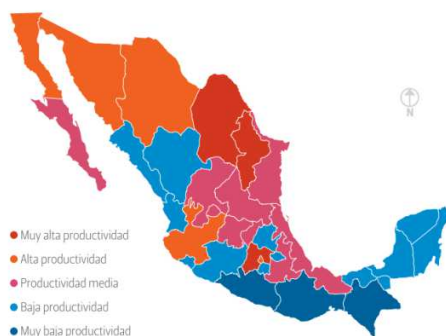 N
Muy alta productividad
Alta productividad
Productividad media
Baja productividad
Muy baja productividad